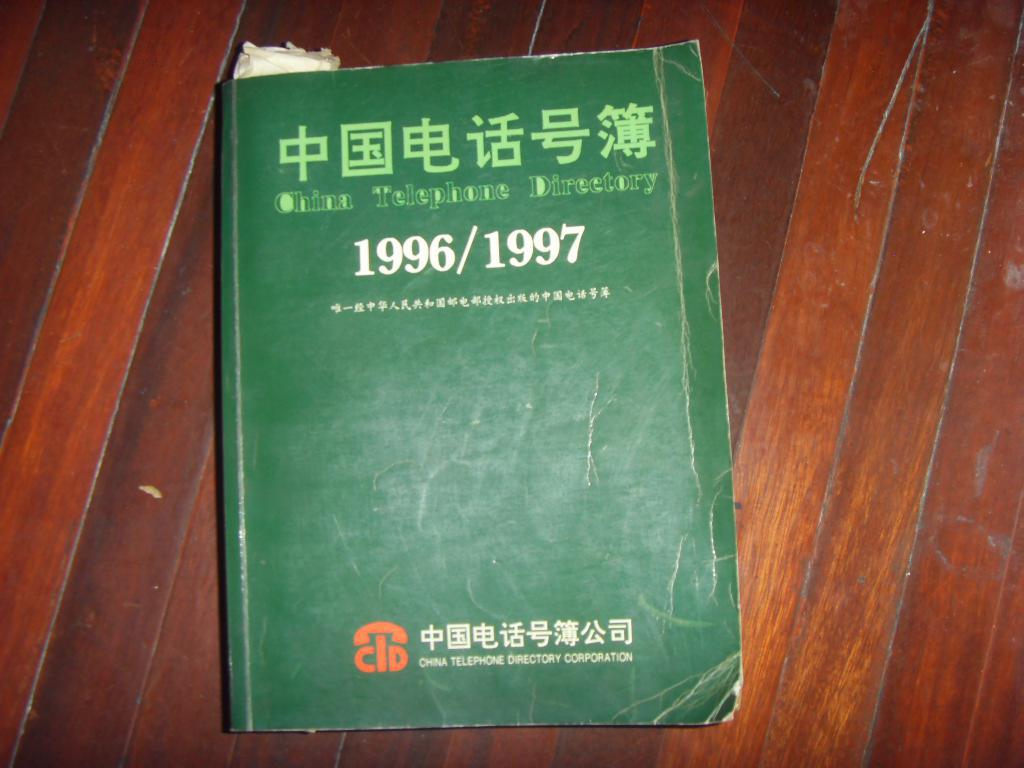 中国电话号簿
China Telephone Directory
1996/1997
唯一经中华人民共和国邮电部授权出版的中国电话号簿
CTD
中国电话号簿公司
CHINA TELEPHONE DIRECTORY CORPORATION